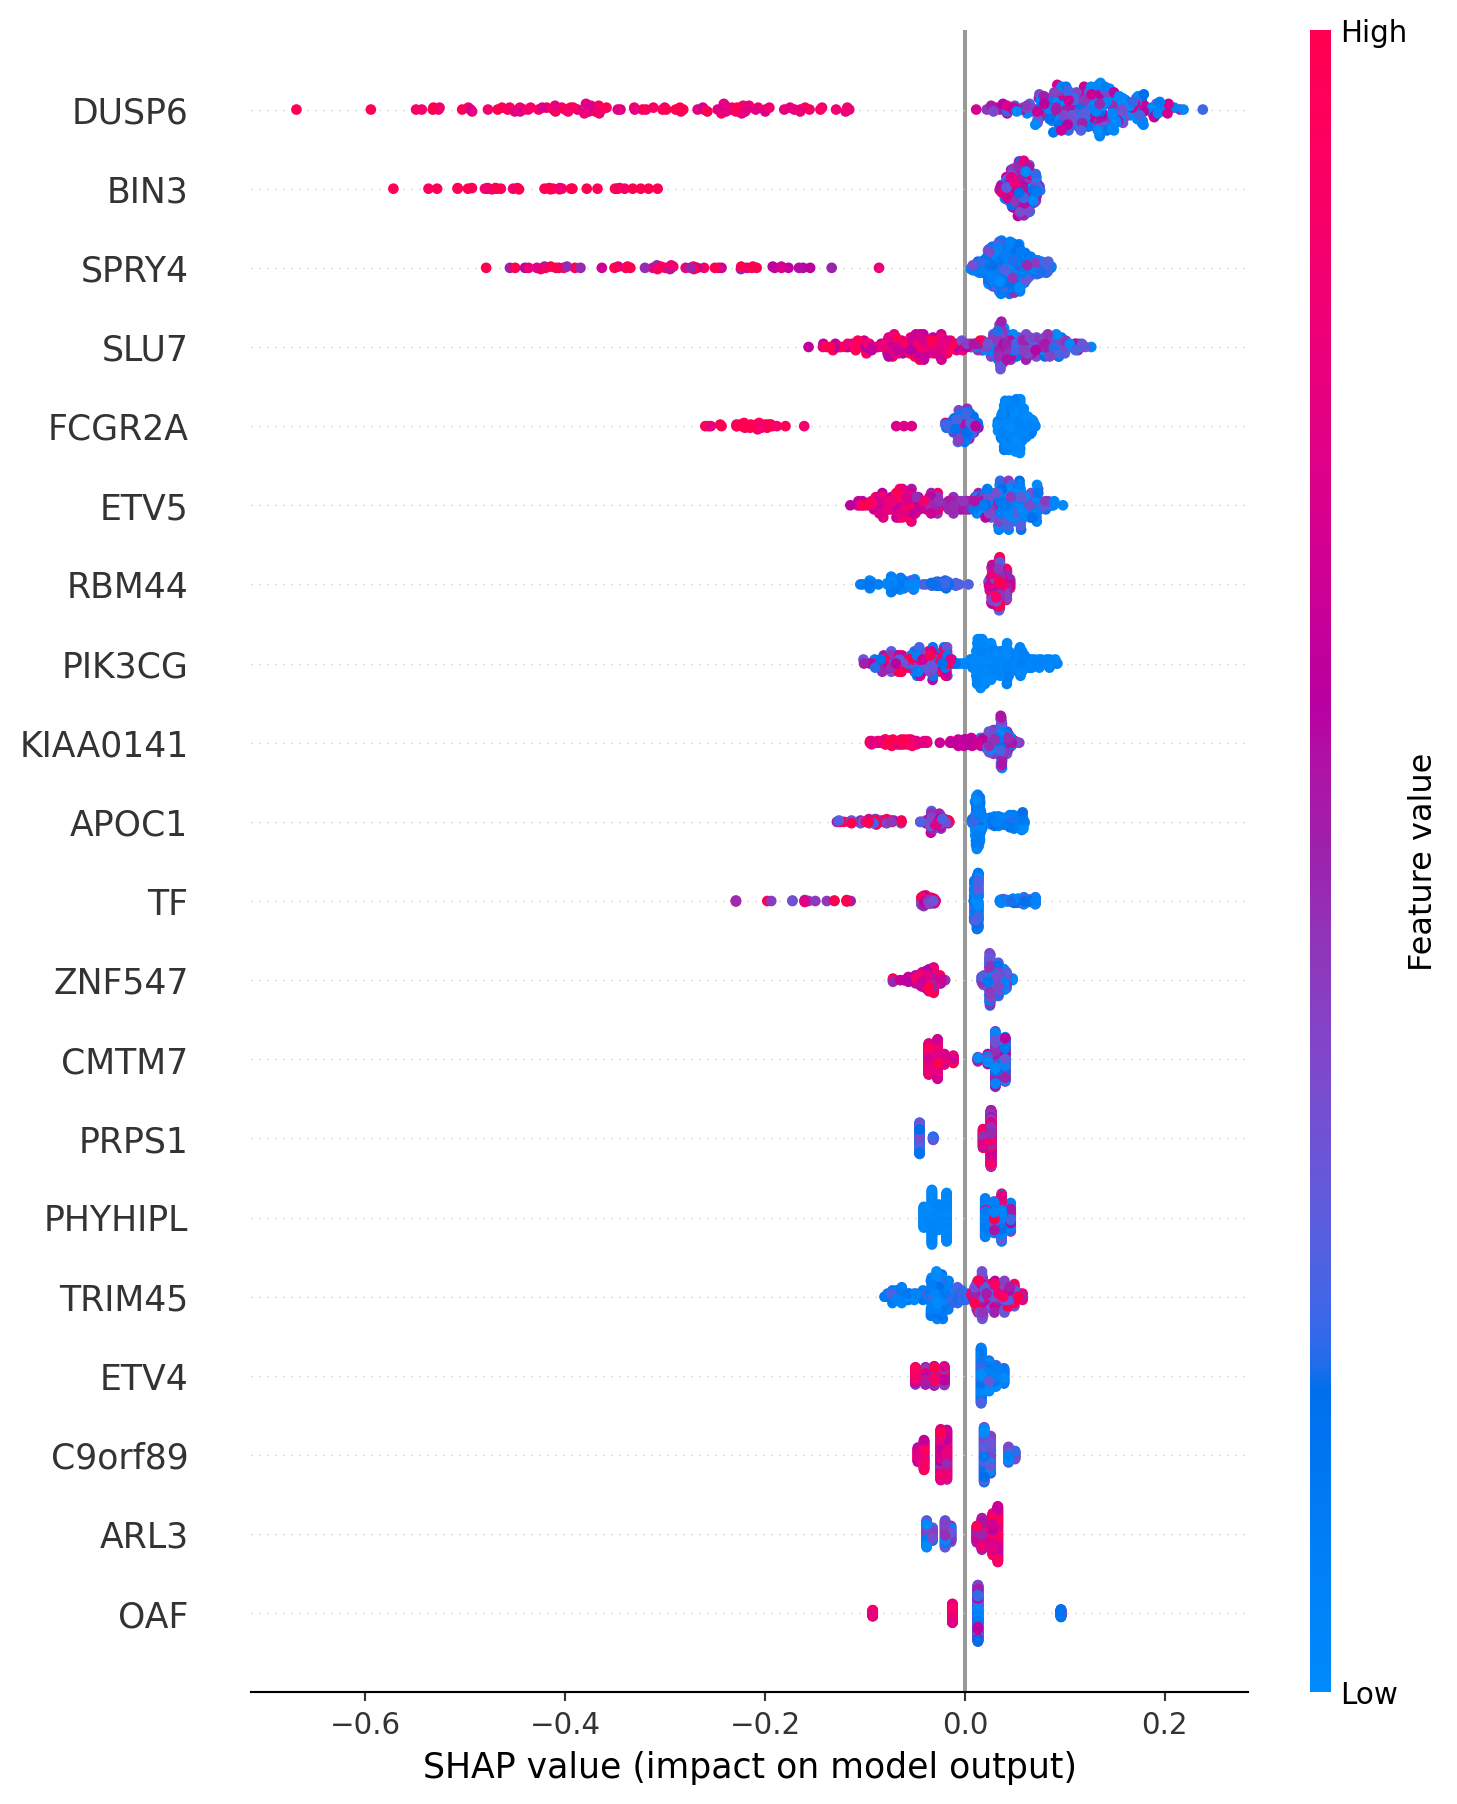 High
DUSP6
BIN3
SPRY4
SLU7
FCGR2A
ETV5
RBM44
PIK3CG
KIAA0141
APOC1
TF
ZNF547
CMTM7
PRPS1
PHYHIPL
TRIM45
ETV4
C9orf89
ARL3
OAF
Feature value
Low
−0.6 −0.4 −0.2 0.0 0.2
SHAP value (impact on model output)